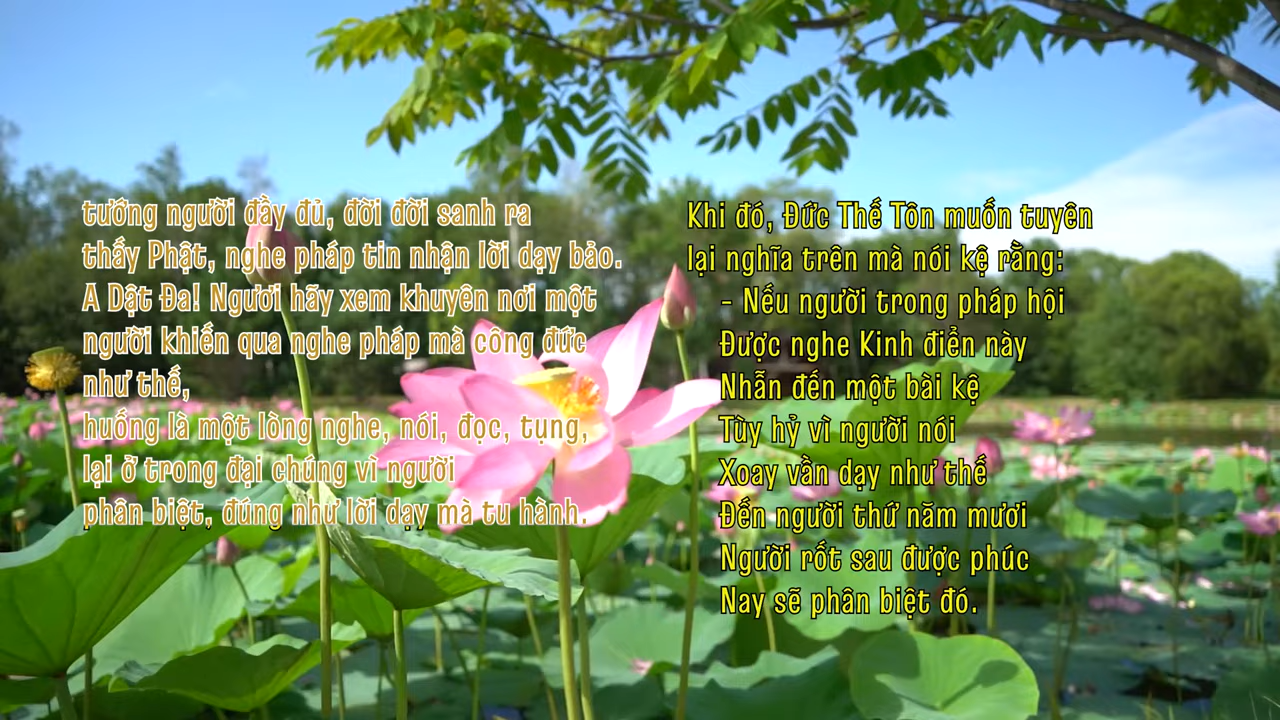 tướng người đầy đủ, đời đời sanh ra
thấy Phật, nghe pháp tin nhận lời dạy bảo.
A Dật Đa! Ngươi hãy xem khuyên nơi một
người khiến qua nghe pháp mà công đức
như thế,
huống là một lòng nghe, nói, đọc, tụng,
lại ở trong đại chúng vì người
phân biệt, đúng như lời dạy mà tu hành.
Khi đó, Đức Thế Tôn muốn tuyên
lại nghĩa trên mà nói kệ rằng:
- Nếu người trong pháp hội
Được nghe Kinh điển này
Nhẫn đến một bài kệ
Tùy hỷ vì người nói
Xoay vần dạy như thế
Đến người thứ năm mươi
Người rốt sau được phúc
Nay sẽ phân biệt đó.